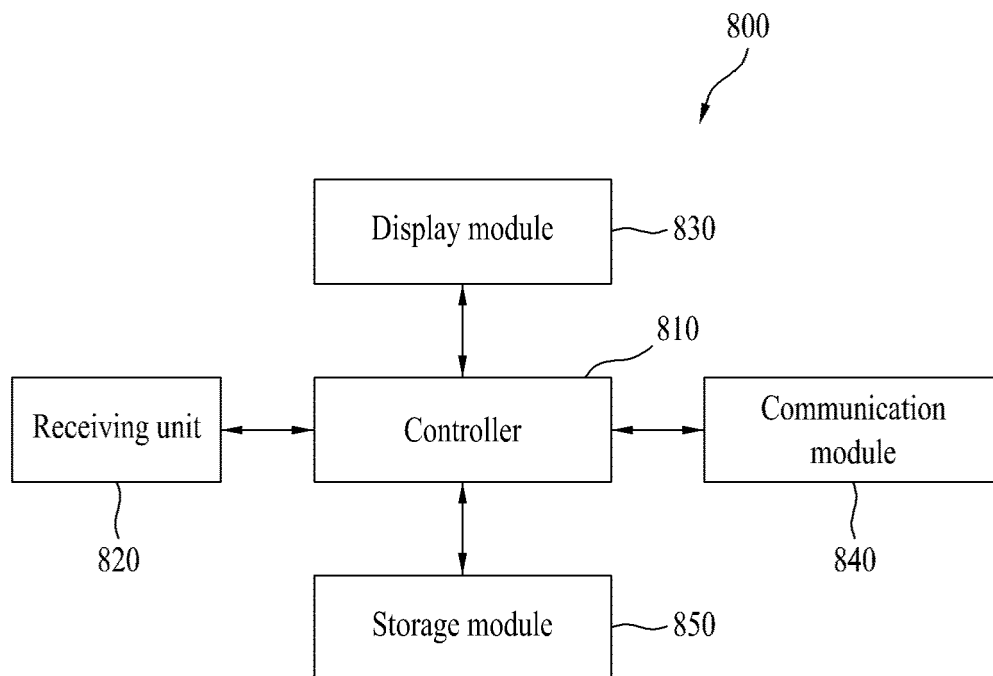 800
Display module
830
810
Receiving unit
Controller
Communication
module
820
840
Storage module
850